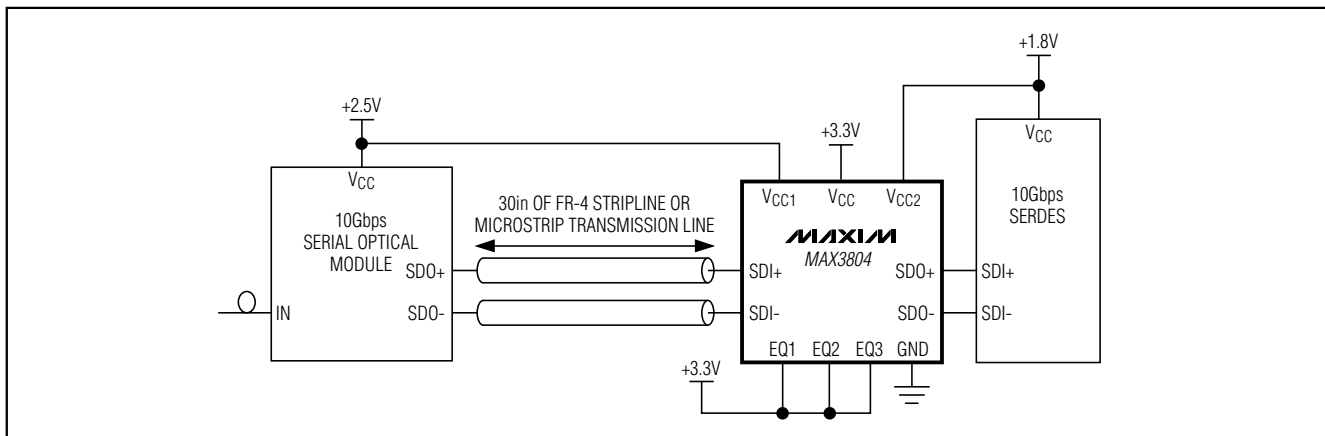 +1.8V
+2.5V
+3.3V
VCC
10Gbps
SERIAL OPTICAL
MODULE
IN
SDO+
SDO-
30in OF FR-4 STRIPLINE OR
MICROSTRIP TRANSMISSION LINE
VCC1 VCC VCC2
MAXIM
MAX3804
SDI+ SDO+
SDI- SDO-
EQ1 EQ2 EQ3 GND
+3.3V
VCC
10Gbps
SERDES
SDI+
SDI-